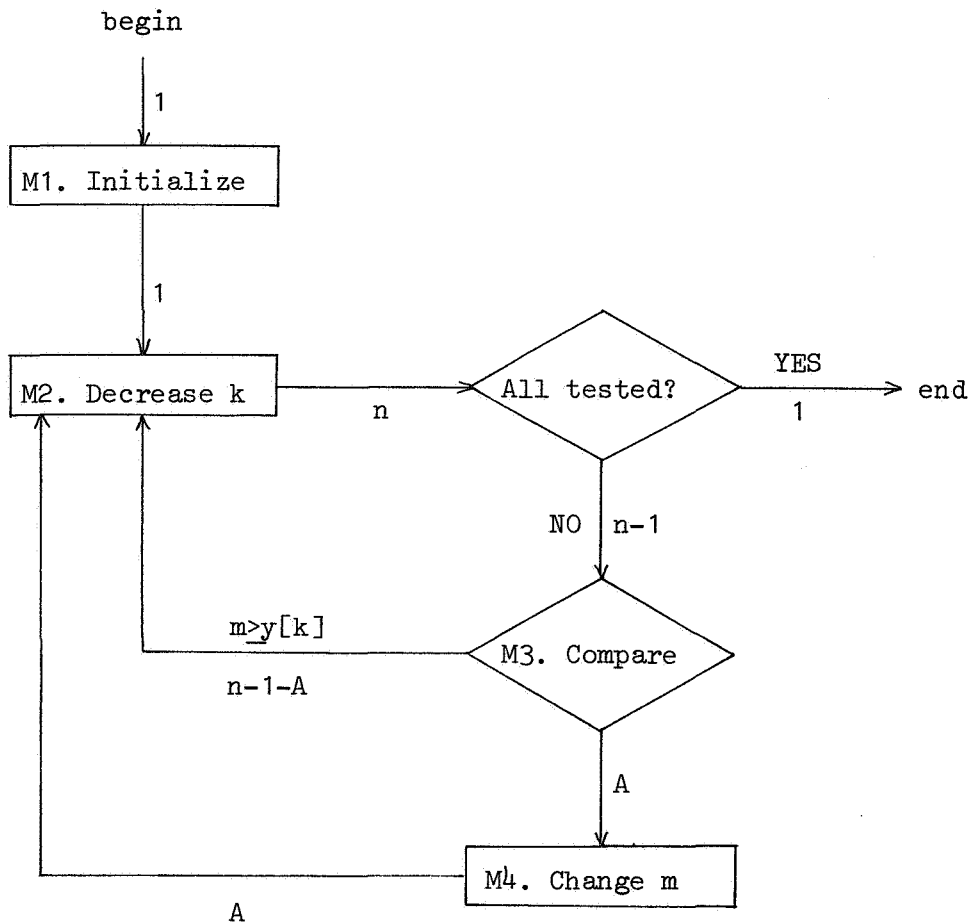 begin
1
M1. Initialize
1
M2. Decrease k
n
All tested?
YES
1
end
NO
n-1
m≥y[k]
n-1-A
M3. Compare
A
M4. Change m
A